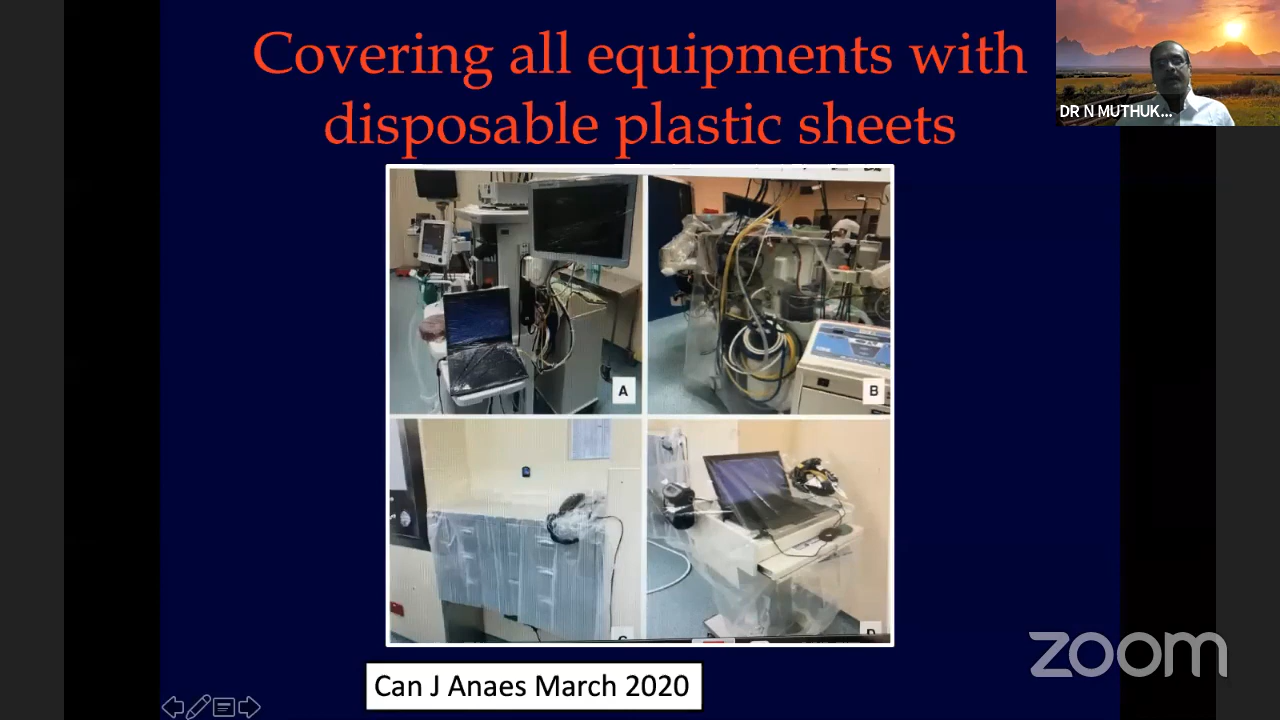 Covering all equipments with
disposable plastic sheets
DR N MUTHUK...
A
B
C
D
Can J Anaes March 2020
zoom